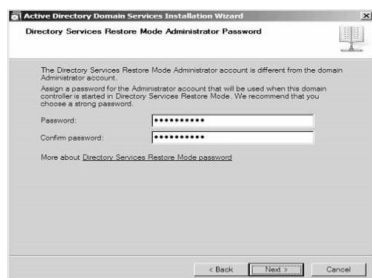 Active Directory Domain Services Installation Wizard
Directory Services Restore Mode Administrator Password
The Directory Services Restore Mode Administrator account is different from the domain
Administrator account.
Assign a password for the Administrator account that will be used when this domain
controller is started in Directory Services Restore Mode. We recommend that you
choose a strong password.
Password: ••••••••••
Confirm password: ••••••••••
More about Directory Services Restore Mode password
< Back Next > Cancel